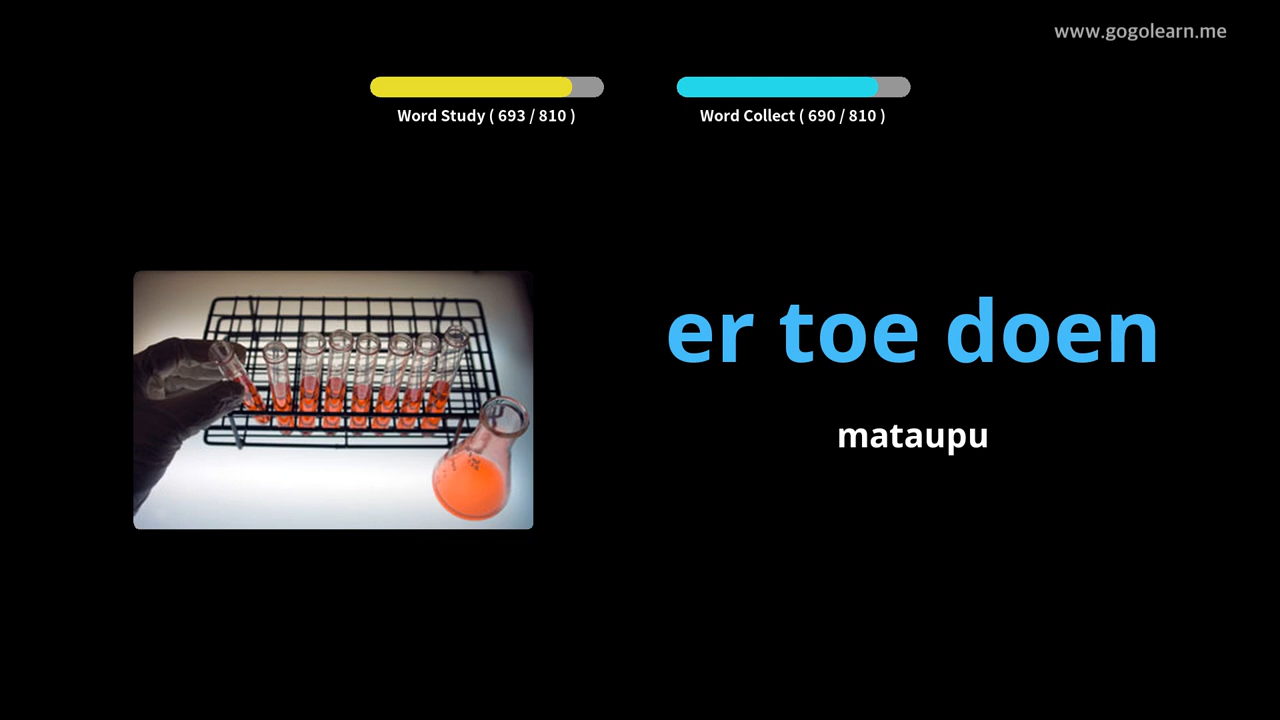 www.gogolearn.me
Word Study ( 693 / 810 )
Word Collect ( 690 / 810 )
er toe doen
mataupu